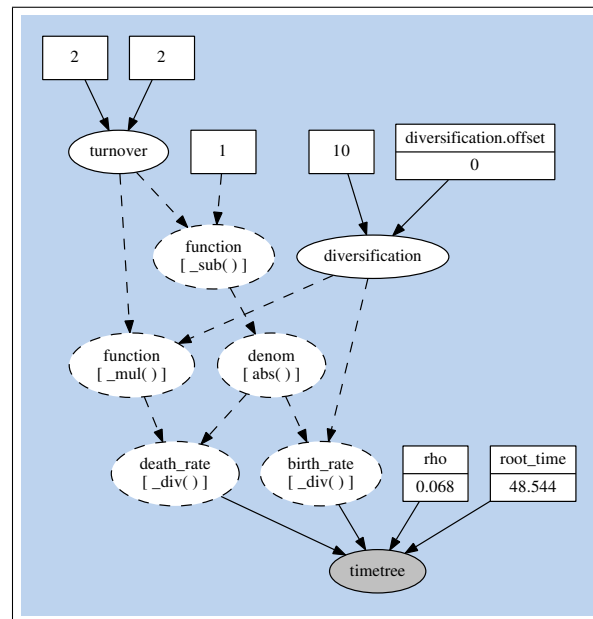 2
2
turnover
1
10
diversification.offset
0
function
[ _sub( ) ]
diversification
function
[ _mul( ) ]
denom
[ abs( ) ]
death_rate
[ _div( ) ]
birth_rate
[ _div( ) ]
rho
0.068
root_time
48.544
timetree